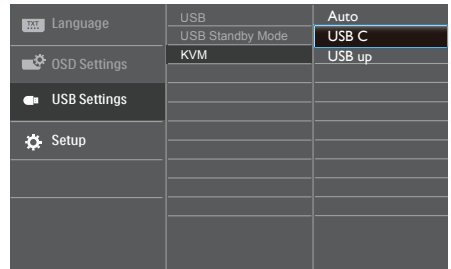 TXT Language
OSD Settings
USB Settings
Setup
USB
USB Standby Mode
KVM
Auto
USB C
USB up